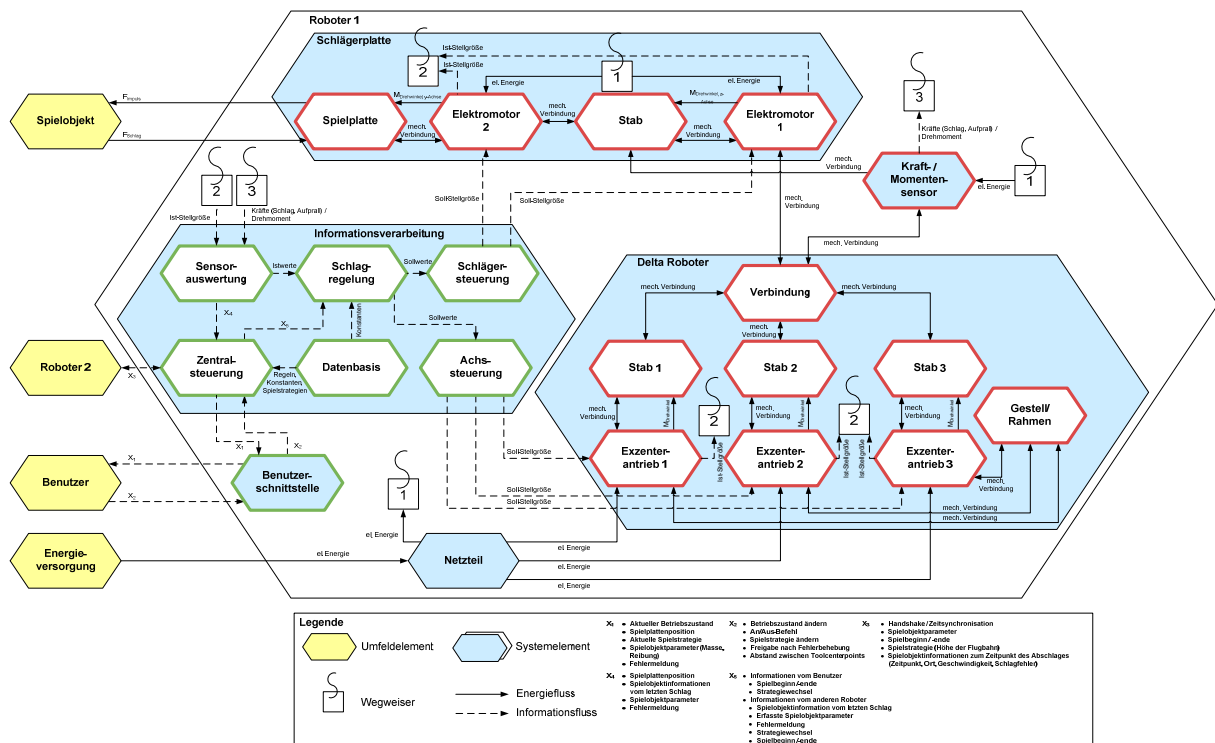 Roboter 1
Schlägerplatte
Ist-Stellgröße
Ist-Stellgröße
2
1
el. Energie
el. Energie
3
Spielobjekt
F Impuls
F Schlag
Spielplatte
M Drehwinkel, y-Achse
mech.
Verbindung
Elektromotor
2
mech.
Verbindung
Stab
mech.
Verbindung
Elektromotor
1
Kräfte (Schlag, Aufprall) /
Drehmoment
mech.
Verbindung
Kraft-/
Momenten-
sensor
el. Energie
1
2
3
Ist-Stellgröße
Kräfte (Schlag, Aufprall) /
Drehmoment
Soll-Stellgröße
Soll-Stellgröße
mech. Verbindung
mech. Verbindung
Informationsverarbeitung
Sensor-
auswertung
Istwerte
Schlag-
regelung
Sollwerte
Schläger-
steuerung
X4
X5
Konstanten
Sollwerte
Roboter 2
X3
Zentral-
steuerung
Regeln,
Konstanten,
Spielstrategien
Datenbasis
Achs-
steuerung
Delta Roboter
Verbindung
mech. Verbindung
mech.
Verbindung
mech. Verbindung
Stab 1
Stab 2
Stab 3
mech.
Verbindung
M Drehwinkel
2
mech.
Verbindung
M Drehwinkel
2
mech.
Verbindung
M Drehwinkel
Gestell/
Rahmen
Exzenter-
antrieb 1
Ist-Stellgröße
Exzenter-
antrieb 2
Ist-Stellgröße
Ist-Stellgröße
Exzenter-
antrieb 3
mech.
Verbindung
mech. Verbindung
mech. Verbindung
Soll-Stellgröße
Soll-Stellgröße
Soll-Stellgröße
X1
X2
Benutzer
X1
X2
Benutzer-
schnittstelle
1
el. Energie
Energie-
versorgung
el. Energie
Netzteil
el. Energie
el. Energie
el. Energie
Legende
Umfeldelement
Systemelement
Wegweiser
Energiefluss
Informationsfluss
X1 • Aktueller Betriebszustand
• Spielplattenposition
• Aktuelle Spielstrategie
• Spielobjektparameter (Masse,
Reibung)
• Fehlermeldung
X2 • Betriebszustand ändern
• An/Aus-Befehl
• Spielstrategie ändern
• Freigabe nach Fehlerbehebung
• Abstand zwischen Toolcenterpoints
X3 • Handshake / Zeitsynchronisation
• Spielobjektparameter
• Spielbeginn / -ende
• Spielstrategie (Höhe der Flugbahn)
• Spielobjektinformationen zum Zeitpunkt des Abschlages
(Zeitpunkt, Ort, Geschwindigkeit, Schlagfehler)
X4 • Spielplattenposition
• Spielobjektinformationen
vom letzten Schlag
• Spielobjektparameter
• Fehlermeldung
X5 • Informationen vom Benutzer
• Spielbeginn/-ende
• Strategiewechsel
• Informationen vom anderen Roboter
• Spielobjektinformation vom letzten Schlag
• Erfasste Spielobjektparameter
• Fehlermeldung
• Strategiewechsel
• Spielbeginn/-ende